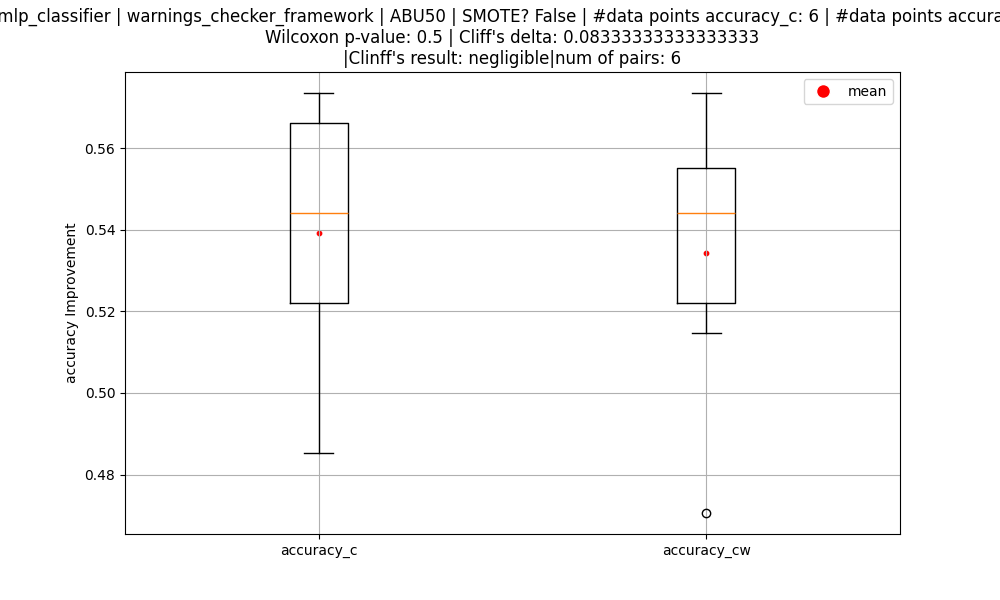 mlp_classifier | warnings_checker_framework | ABU50 | SMOTE? False | #data points accuracy_c: 6 | #data points
Wilcoxon p-value: 0.5 | Cliff's delta: 0.08333333333333333
|Clinff's result: negligible|num of pairs: 6
mean
0.56
0.54
0.52
0.50
0.48
accuracy Improvement
accuracy_c
accuracy_cw